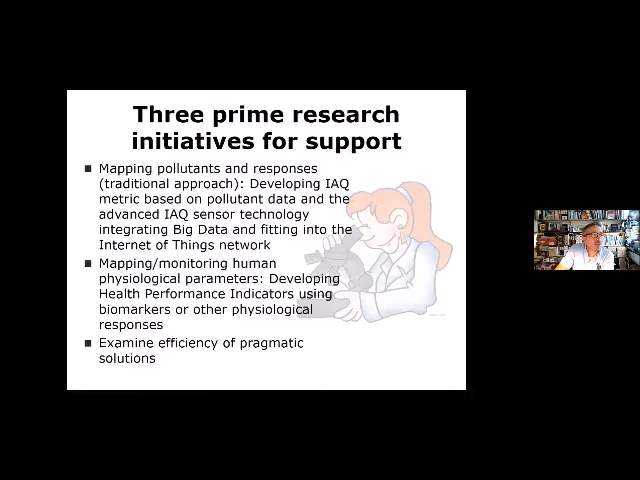 Three prime research
initiatives for support
Mapping pollutants and responses
(traditional approach): Developing IAQ
metric based on pollutant data and the
advanced IAQ sensor technology
integrating Big Data and fitting into the
Internet of Things network
Mapping/monitoring human
physiological parameters: Developing
Health Performance Indicators using
biomarkers or other physiological
responses
Examine efficiency of pragmatic
solutions